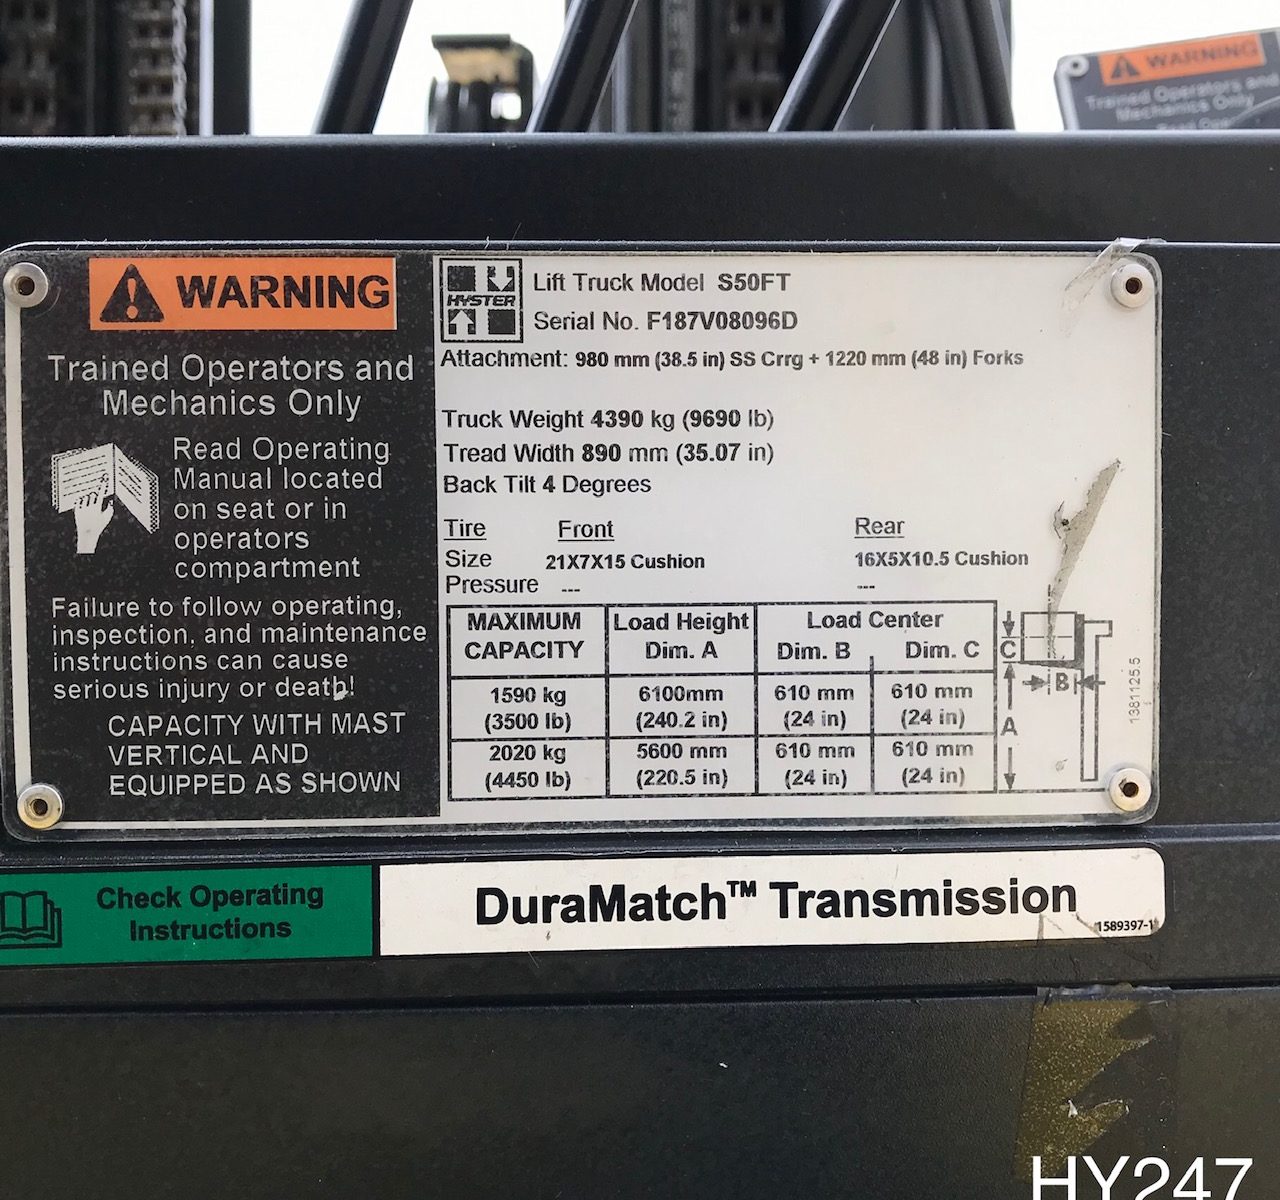 WARNING
Trained Operators and
Mechanics Only
WARNING
Trained Operators and
Mechanics Only
Read Operating
Manual located
on seat or in
operators
compartment
Failure to follow operating,
inspection, and maintenance
instructions can cause
serious injury or death!
CAPACITY WITH MAST
VERTICAL AND
EQUIPPED AS SHOWN
HYSTER
Lift Truck Model S50FT
Serial No. F187V08096D
Attachment: 980 mm (38.5 in) SS Crrg + 1220 mm (48 in) Forks
Truck Weight 4390 kg (9690 lb)
Tread Width 890 mm (35.07 in)
Back Tilt 4 Degrees
Tire Front Rear
Size 21X7X15 Cushion 16X5X10.5 Cushion
Pressure --- ---
MAXIMUM Load Height Load Center
CAPACITY Dim. A Dim. B Dim. C
1590 kg 6100mm 610 mm 610 mm
(3500 lb) (240.2 in) (24 in) (24 in)
2020 kg 5600 mm 610 mm 610 mm
(4450 lb) (220.5 in) (24 in) (24 in)
C
B
A
1381125.5
Check Operating
Instructions
DuraMatch™ Transmission
1589397-1
HY247